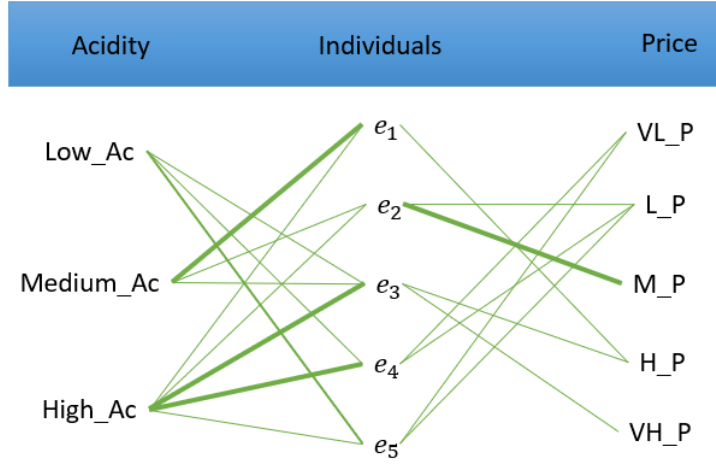 Acidity Individuals Price
e₁
VL_P
Low_Ac
e₂
L_P
Medium_Ac
e₃
M_P
e₄
H_P
High_Ac
e₅
VH_P